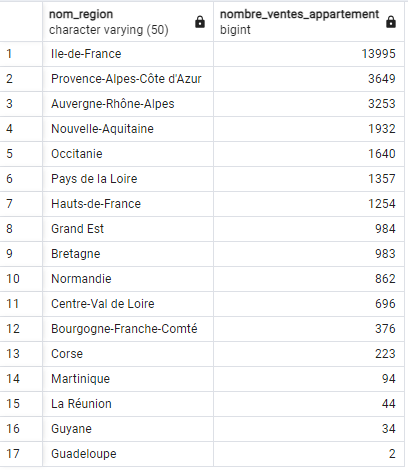 nom_region nombre_ventes_appartement
character varying (50) bigint
1 Ile-de-France 13995
2 Provence-Alpes-Côte d'Azur 3649
3 Auvergne-Rhône-Alpes 3253
4 Nouvelle-Aquitaine 1932
5 Occitanie 1640
6 Pays de la Loire 1357
7 Hauts-de-France 1254
8 Grand Est 984
9 Bretagne 983
10 Normandie 862
11 Centre-Val de Loire 696
12 Bourgogne-Franche-Comté 376
13 Corse 223
14 Martinique 94
15 La Réunion 44
16 Guyane 34
17 Guadeloupe 2